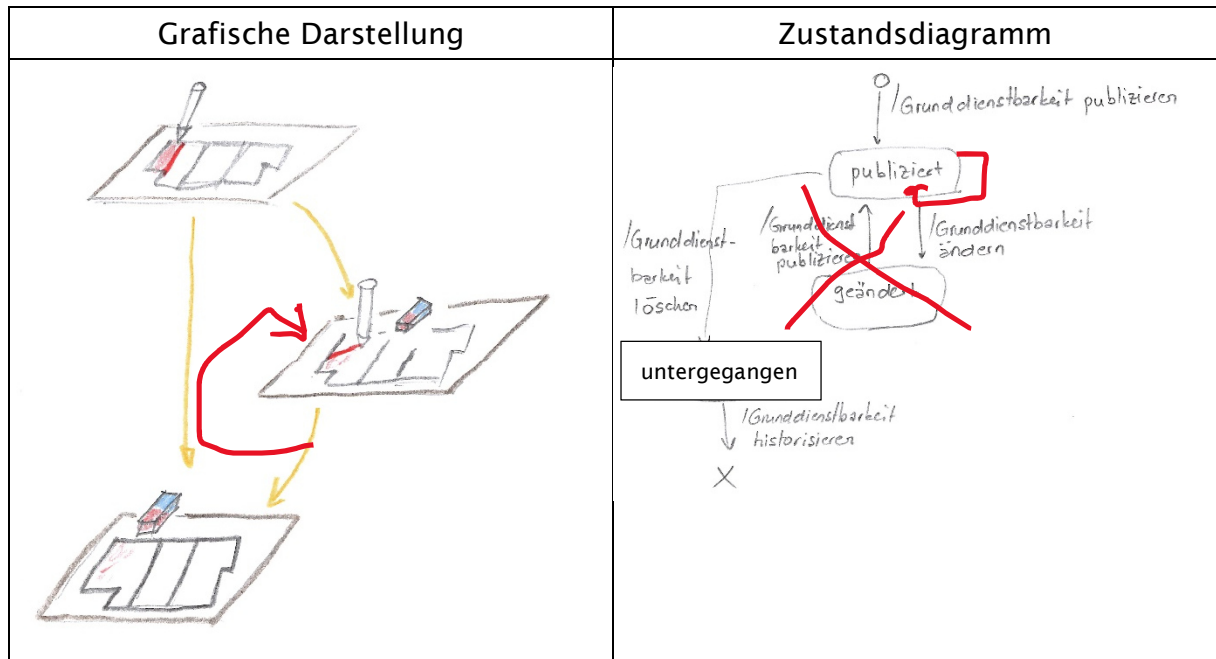 Grafische Darstellung
Zustandsdiagramm
/Grunddienstbarkeit publizieren
publiziert
/Grunddienst-
barkeit
löschen
/Grunddienst
barkeit
publizieren
/Grunddienstbarkeit
ändern
geändert
untergegangen
/Grunddienstbarkeit
historisieren
X